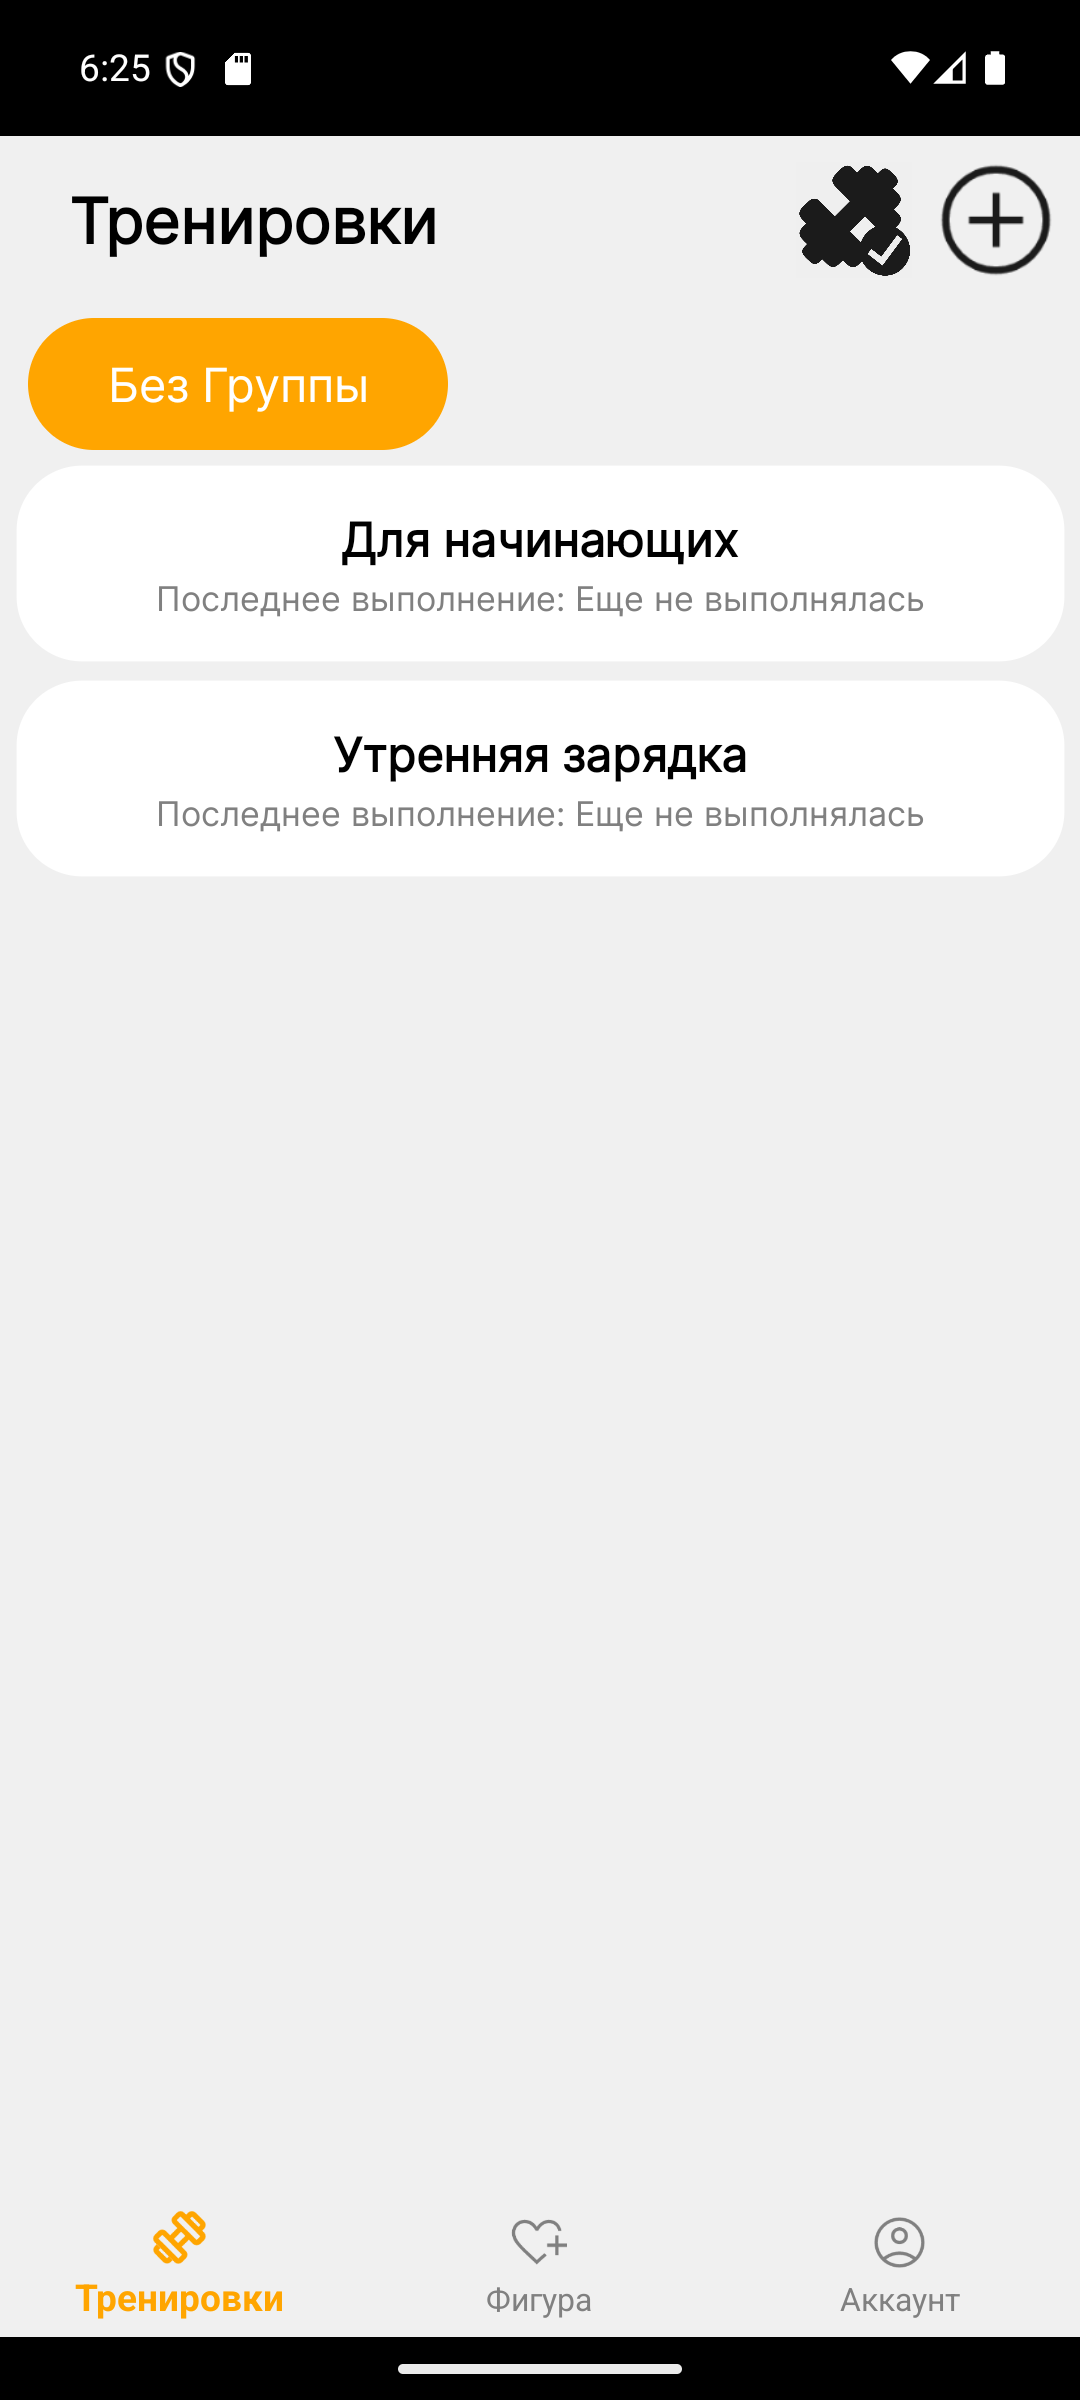 6:25
Тренировки
Без Группы
Для начинающих
Последнее выполнение: Еще не выполнялась
Утренняя зарядка
Последнее выполнение: Еще не выполнялась
Тренировки
Фигура
Аккаунт